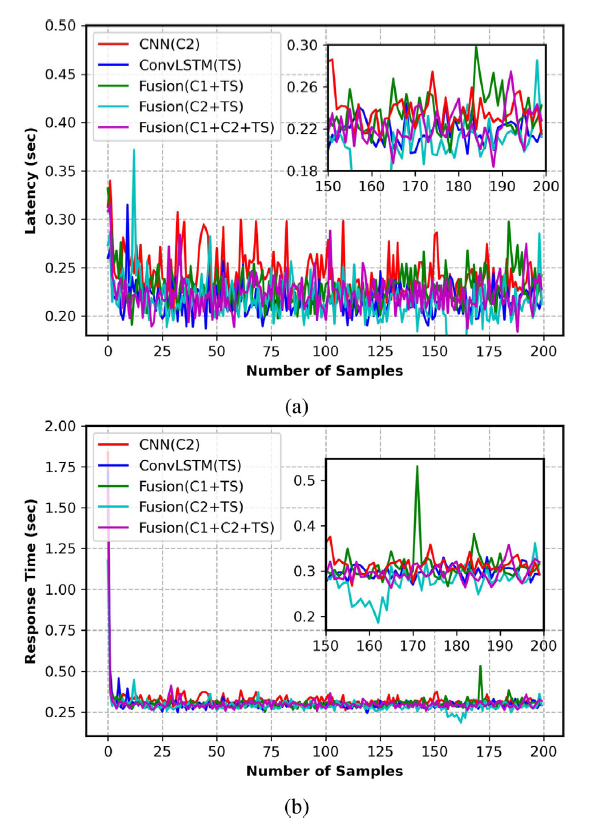 0.50
0.45
0.40
0.35
0.30
0.25
0.20
Latency (sec)
CNN(C2)
ConvLSTM(TS)
Fusion(C1+TS)
Fusion(C2+TS)
Fusion(C1+C2+TS)
0.30
0.26
0.22
0.18
150 160 170 180 190 200
0 25 50 75 100 125 150 175 200
Number of Samples
(a)
2.00
1.75
1.50
1.25
1.00
0.75
0.50
0.25
Response Time (sec)
CNN(C2)
ConvLSTM(TS)
Fusion(C1+TS)
Fusion(C2+TS)
Fusion(C1+C2+TS)
0.5
0.4
0.3
0.2
150 160 170 180 190 200
0 25 50 75 100 125 150 175 200
Number of Samples
(b)